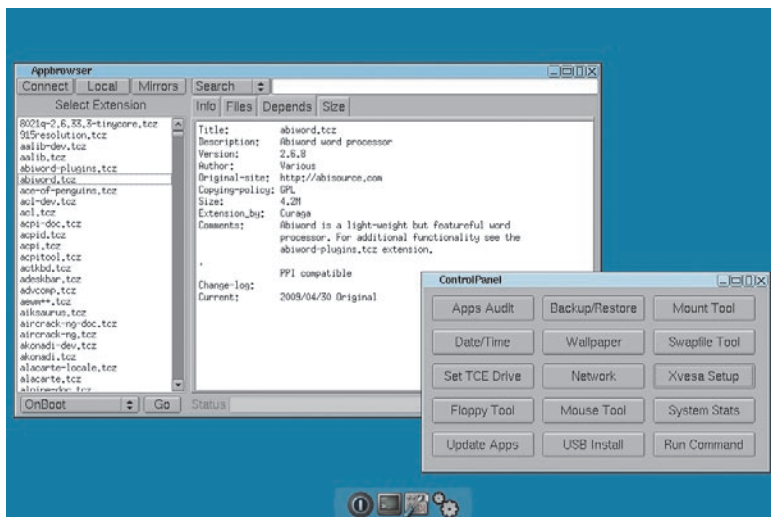 Appbrowser
Connect Local Mirrors Search
Select Extension
Info Files Depends Size
8021q-2.6.33.3-tinycore.tcz
915resolution.tcz
aalib-dev.tcz
aalib.tcz
abiword-plugins.tcz
abiword.tcz
ace-of-penguins.tcz
acl-dev.tcz
acl.tcz
acpi-doc.tcz
acpid.tcz
acpi.tcz
acpitool.tcz
actkbd.tcz
adeskbar.tcz
advcomp.tcz
aewm++.tcz
aiksaurus.tcz
aircrack-ng-doc.tcz
aircrack-ng.tcz
akonadi-dev.tcz
akonadi.tcz
alacarte-locale.tcz
alacarte.tcz
alpine-doc.tcz
Title: abiword.tcz
Description: Abiword word processor
Version: 2.6.8
Author: Various
Original-site: http://abisource.com
Copying-policy: GPL
Size: 4.2M
Extension_by: Curaga
Comments: Abiword is a light-weight but featureful word
processor. For additional functionality see the
abiword-plugins.tcz extension.
.
PPI compatible
Change-log:
Current: 2009/04/30 Original
OnBoot Go Status
ControlPanel
Apps Audit Backup/Restore Mount Tool
Date/Time Wallpaper Swapfile Tool
Set TCE Drive Network Xvesa Setup
Floppy Tool Mouse Tool System Stats
Update Apps USB Install Run Command